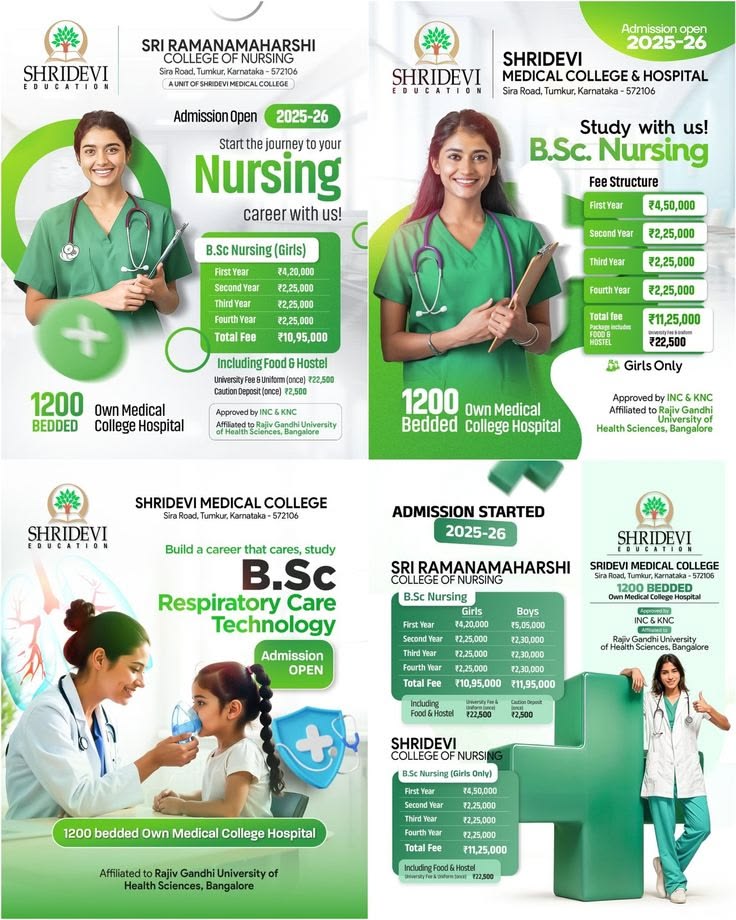 SHRIDEVI
EDUCATION
SRI RAMANAMAHARSHI
COLLEGE OF NURSING
Sira Road, Tumkur, Karnataka - 572106
(A UNIT OF SHRIDEVI MEDICAL COLLEGE)
Admission Open 2025-26
Start the journey to your
Nursing
career with us!
B.Sc Nursing (Girls)
First Year ₹4,20,000
Second Year ₹2,25,000
Third Year ₹2,25,000
Fourth Year ₹2,25,000
Total Fee ₹10,95,000
Including Food & Hostel
University Fee & Uniform (once) ₹22,500
Caution Deposit (once) ₹2,500
1200
BEDDED
Own Medical
College Hospital
Approved by INC & KNC
Affiliated to Rajiv Gandhi University
of Health Sciences, Bangalore
Admission open
2025-26
SHRIDEVI
EDUCATION
SHRIDEVI
MEDICAL COLLEGE & HOSPITAL
Sira Road, Tumkur, Karnataka - 572106
Study with us!
B.Sc. Nursing
Fee Structure
First Year ₹4,50,000
Second Year ₹2,25,000
Third Year ₹2,25,000
Fourth Year ₹2,25,000
Total fee ₹11,25,000
Package includes
FOOD &
HOSTEL
University Fee & Uniform
₹22,500
Girls Only
1200
Bedded
Own Medical
College Hospital
Approved by INC & KNC
Affiliated to Rajiv Gandhi
University of
Health Sciences, Bangalore
SHRIDEVI
EDUCATION
SHRIDEVI MEDICAL COLLEGE
Sira Road, Tumkur, Karnataka - 572106
Build a career that cares, study
B.Sc
Respiratory Care
Technology
Admission
OPEN
1200 bedded Own Medical College Hospital
Affiliated to Rajiv Gandhi University of
Health Sciences, Bangalore
ADMISSION STARTED
2025-26
SRI RAMANAMAHARSHI
COLLEGE OF NURSING
B.Sc Nursing
Girls Boys
First Year ₹4,20,000 ₹5,05,000
Second Year ₹2,25,000 ₹2,30,000
Third Year ₹2,25,000 ₹2,30,000
Fourth Year ₹2,25,000 ₹2,30,000
Total Fee ₹10,95,000 ₹11,95,000
Including
Food & Hostel
University Fee &
Uniform (once)
₹22,500
Caution Deposit
(once)
₹2,500
SHRIDEVI
COLLEGE OF NURSING
B.Sc Nursing (Girls Only)
First Year ₹4,50,000
Second Year ₹2,25,000
Third Year ₹2,25,000
Fourth Year ₹2,25,000
Total Fee ₹11,25,000
Including Food & Hostel
University Fee & Uniform (once) ₹22,500
SHRIDEVI
EDUCATION
SRIDEVI MEDICAL COLLEGE
Sira Road, Tumkur, Karnataka - 572106
1200 BEDDED
Own Medical College Hospital
Approved by
INC & KNC
Affiliated to
Rajiv Gandhi University
of Health Sciences, Bangalore